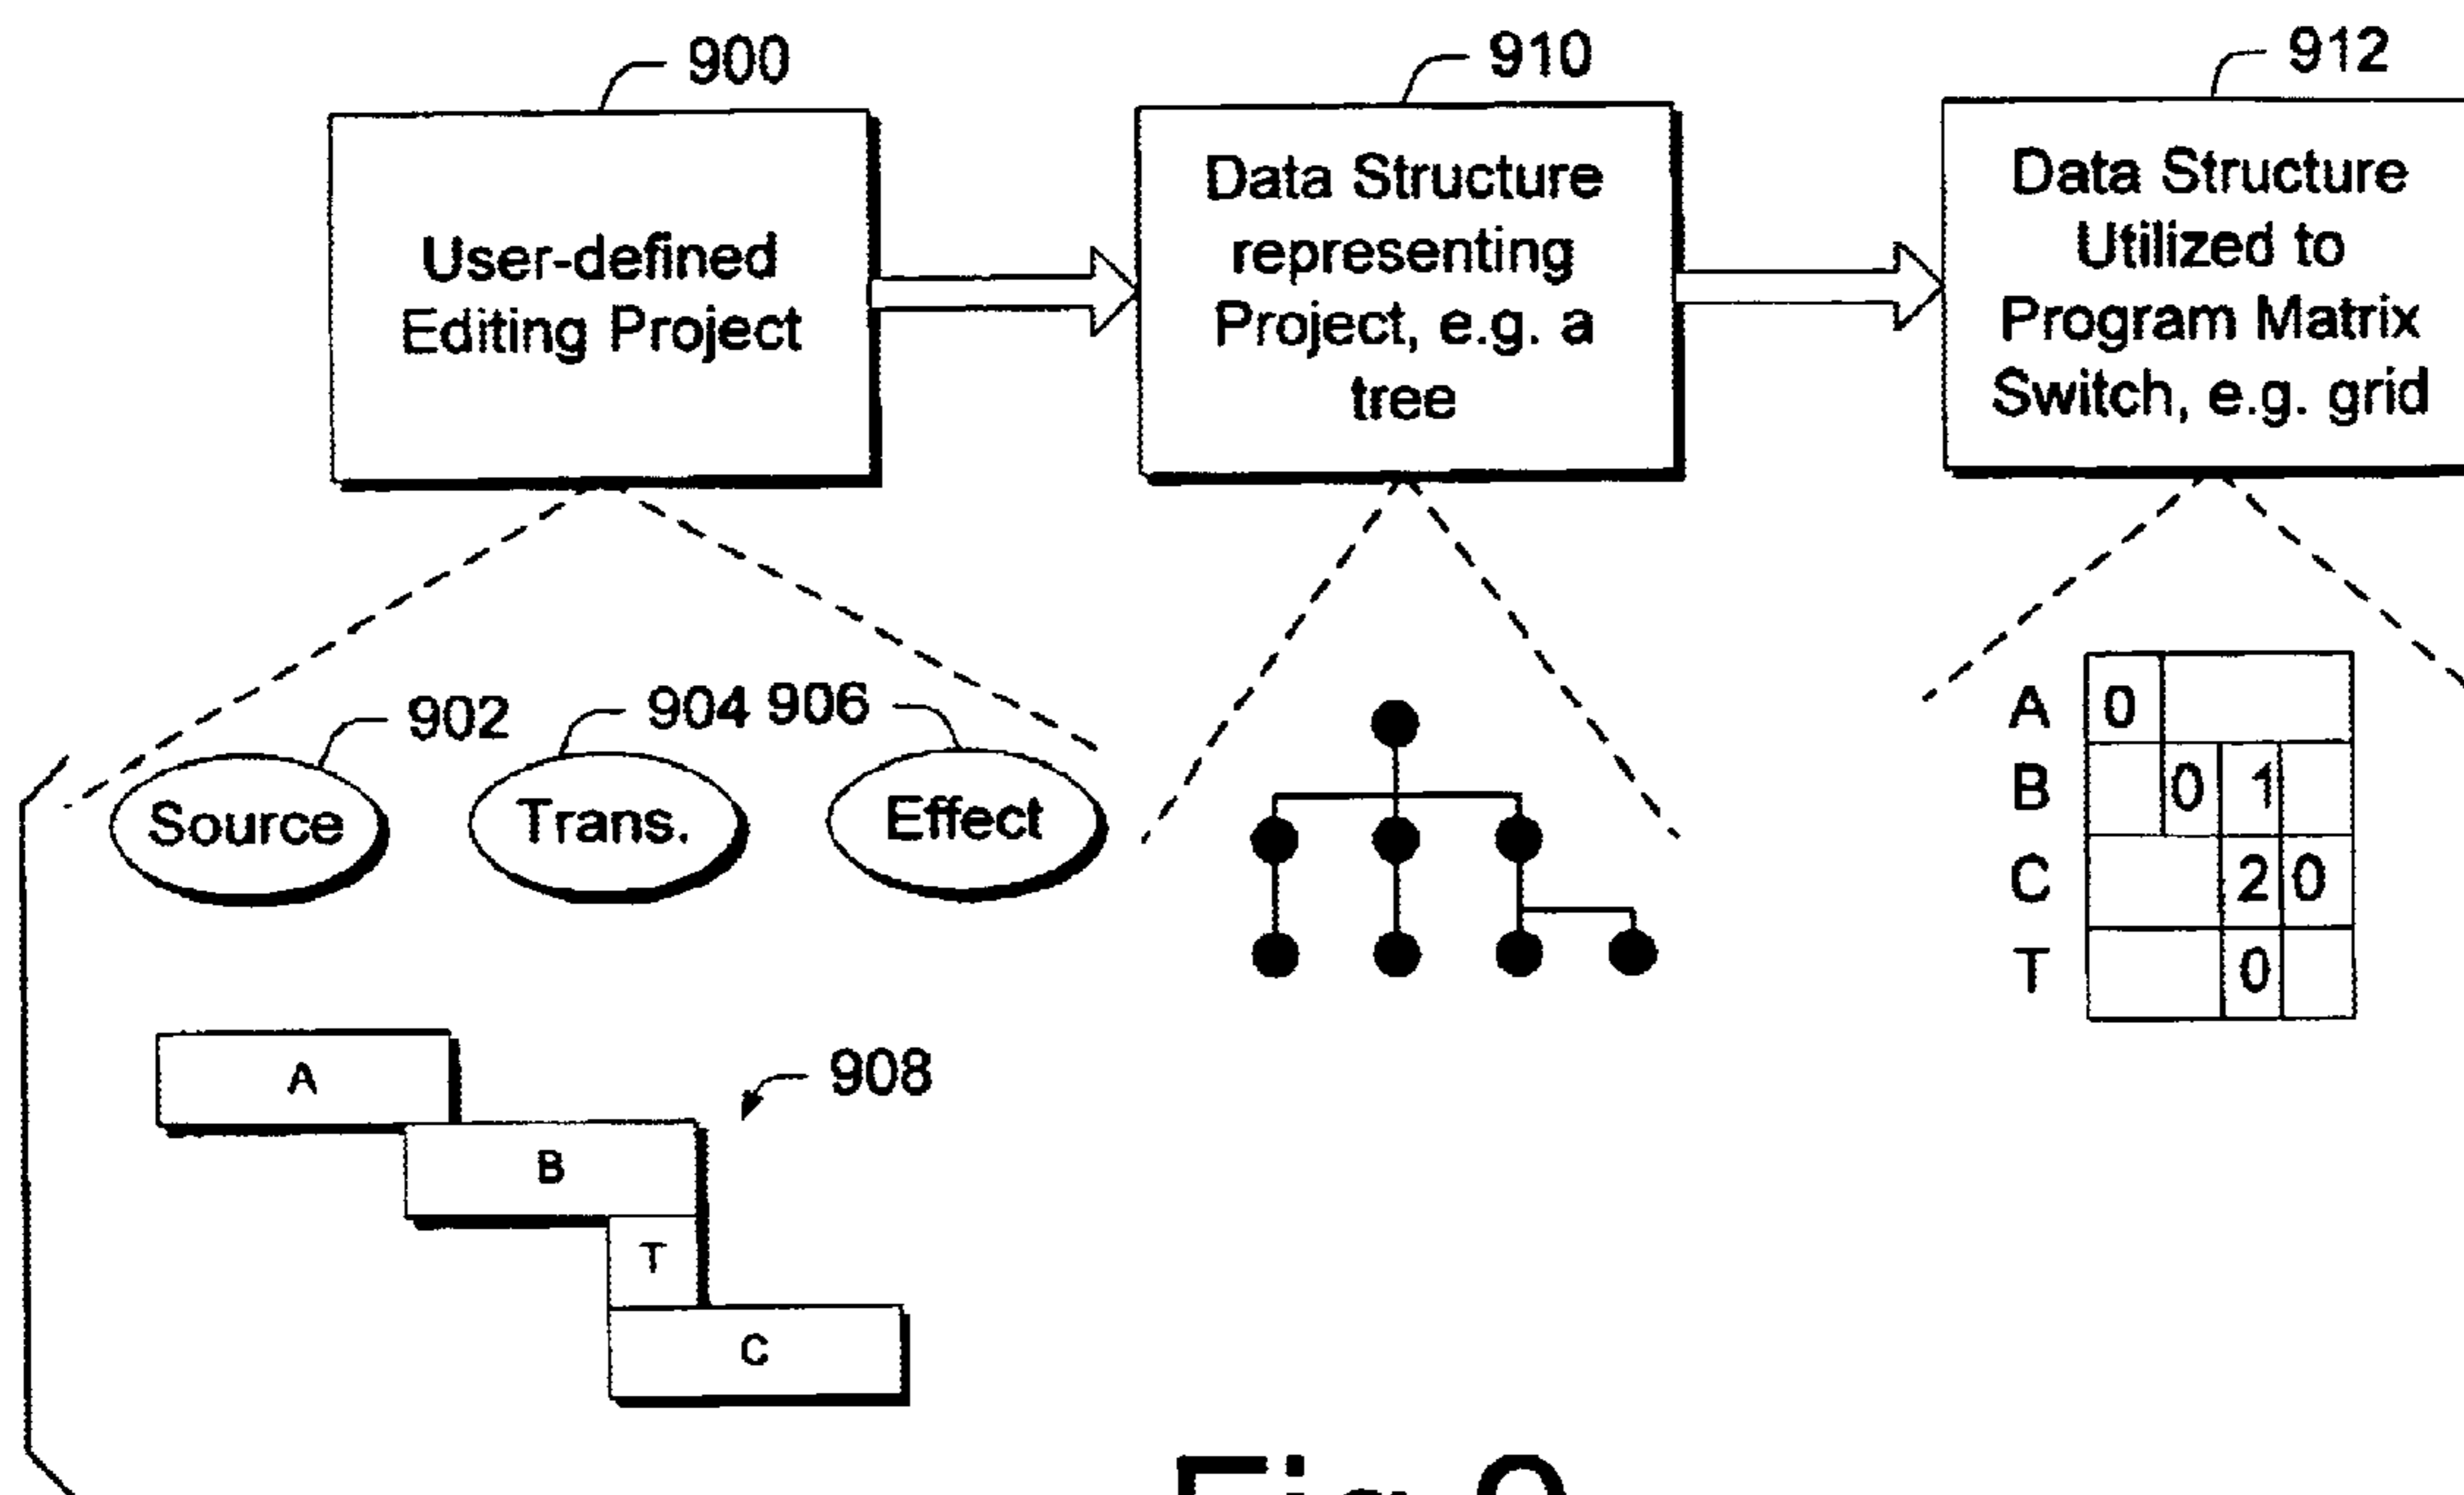 900
910
912
User-defined
Editing Project
Data Structure
representing
Project, e.g. a
tree
Data Structure
Utilized to
Program Matrix
Switch, e.g. grid
902
904 906
Source
Trans.
Effect
A 0
B 0 1
C 2 0
T 0
908
A
B
T
C